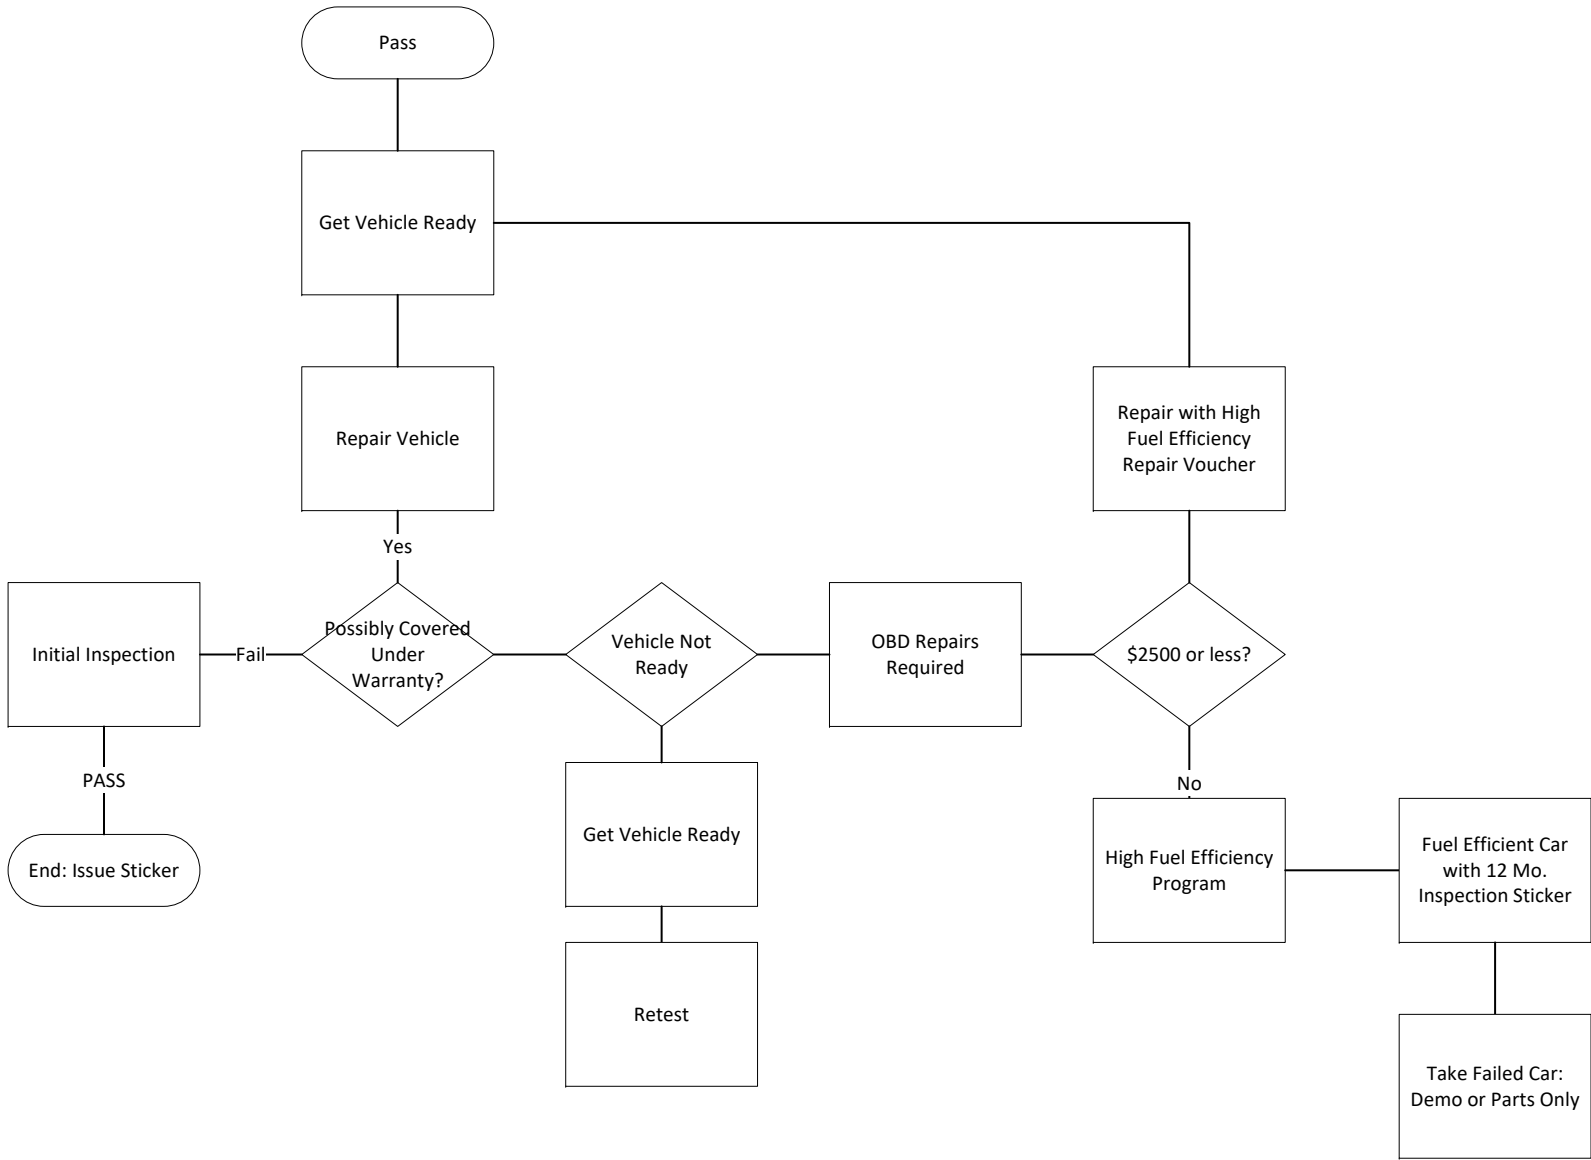 Pass
Get Vehicle Ready
Repair Vehicle
Repair with High
Fuel Efficiency
Repair Voucher
Yes
Initial Inspection
Fail
Possibly Covered
Under
Warranty?
Vehicle Not
Ready
OBD Repairs
Required
$2500 or less?
PASS
No
End: Issue Sticker
Get Vehicle Ready
High Fuel Efficiency
Program
Fuel Efficient Car
with 12 Mo.
Inspection Sticker
Retest
Take Failed Car:
Demo or Parts Only